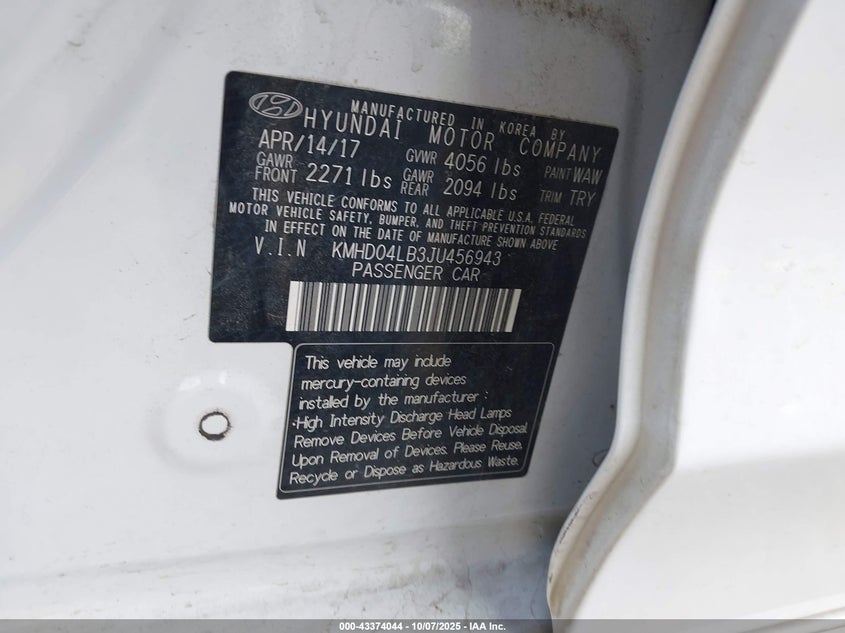 MANUFACTURED IN KOREA BY
HYUNDAI MOTOR COMPANY
APR/14/17 GVWR 4056 lbs PAINT WAW
GAWR FRONT 2271 lbs GAWR REAR 2094 lbs TRIM TRY
THIS VEHICLE CONFORMS TO ALL APPLICABLE U.S.A. FEDERAL
MOTOR VEHICLE SAFETY, BUMPER, AND THEFT PREVENTION STANDARDS
IN EFFECT ON THE DATE OF MANUFACTURE SHOWN ABOVE
V.I.N KMHD04LB3JU456943
PASSENGER CAR
This vehicle may include
mercury-containing devices
installed by the manufacturer :
·High Intensity Discharge Head Lamps
Remove Devices Before Vehicle Disposal.
Upon Removal of Devices, Please Reuse,
Recycle or Dispose as Hazardous Waste.
000-43374044 | 10/07/2025 - IAA Inc.